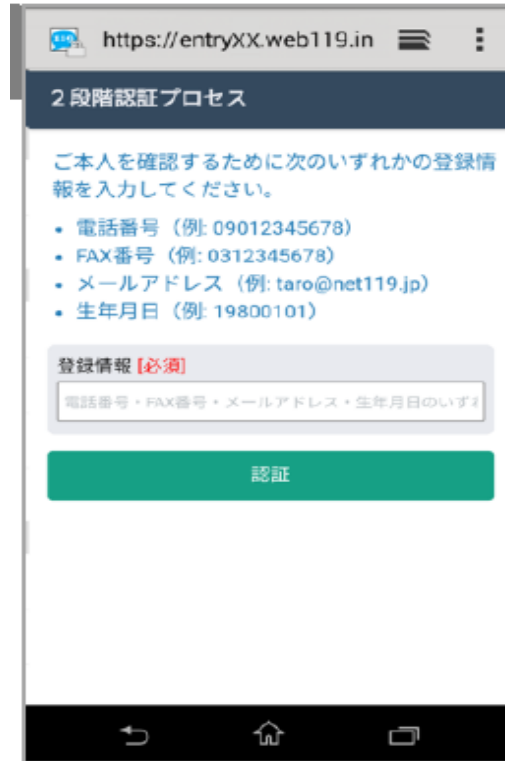 https://entryXX.web119.in
2段階認証プロセス
ご本人を確認するために次のいずれかの登録情
報を入力してください。
• 電話番号（例: 09012345678）
• FAX番号（例: 0312345678）
• メールアドレス（例: taro@net119.jp）
• 生年月日（例: 19800101）
登録情報 [必須]
電話番号・FAX番号・メールアドレス・生年月日のいずれ
認証